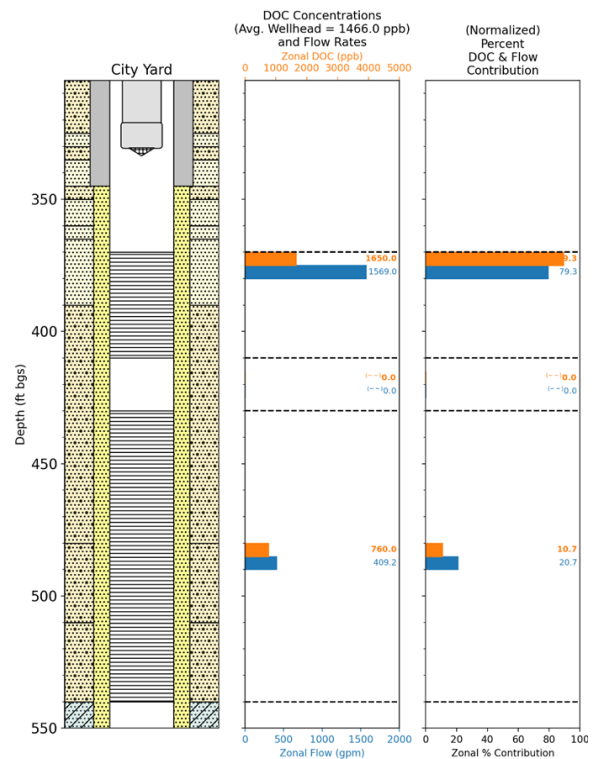 DOC Concentrations
(Avg. Wellhead = 1466.0 ppb)
and Flow Rates
(Normalized)
Percent
DOC & Flow
Contribution
City Yard
Zonal DOC (ppb)
0 1000 2000 3000 4000 5000
Depth (ft bgs)
350
400
450
500
550
1650.0
1569.0
9.3
79.3
(−−)0.0
(−−)0.0
(−−)0.0
(−−)0.0
760.0
409.2
10.7
20.7
0 500 1000 1500 2000
Zonal Flow (gpm)
0 20 40 60 80 100
Zonal % Contribution